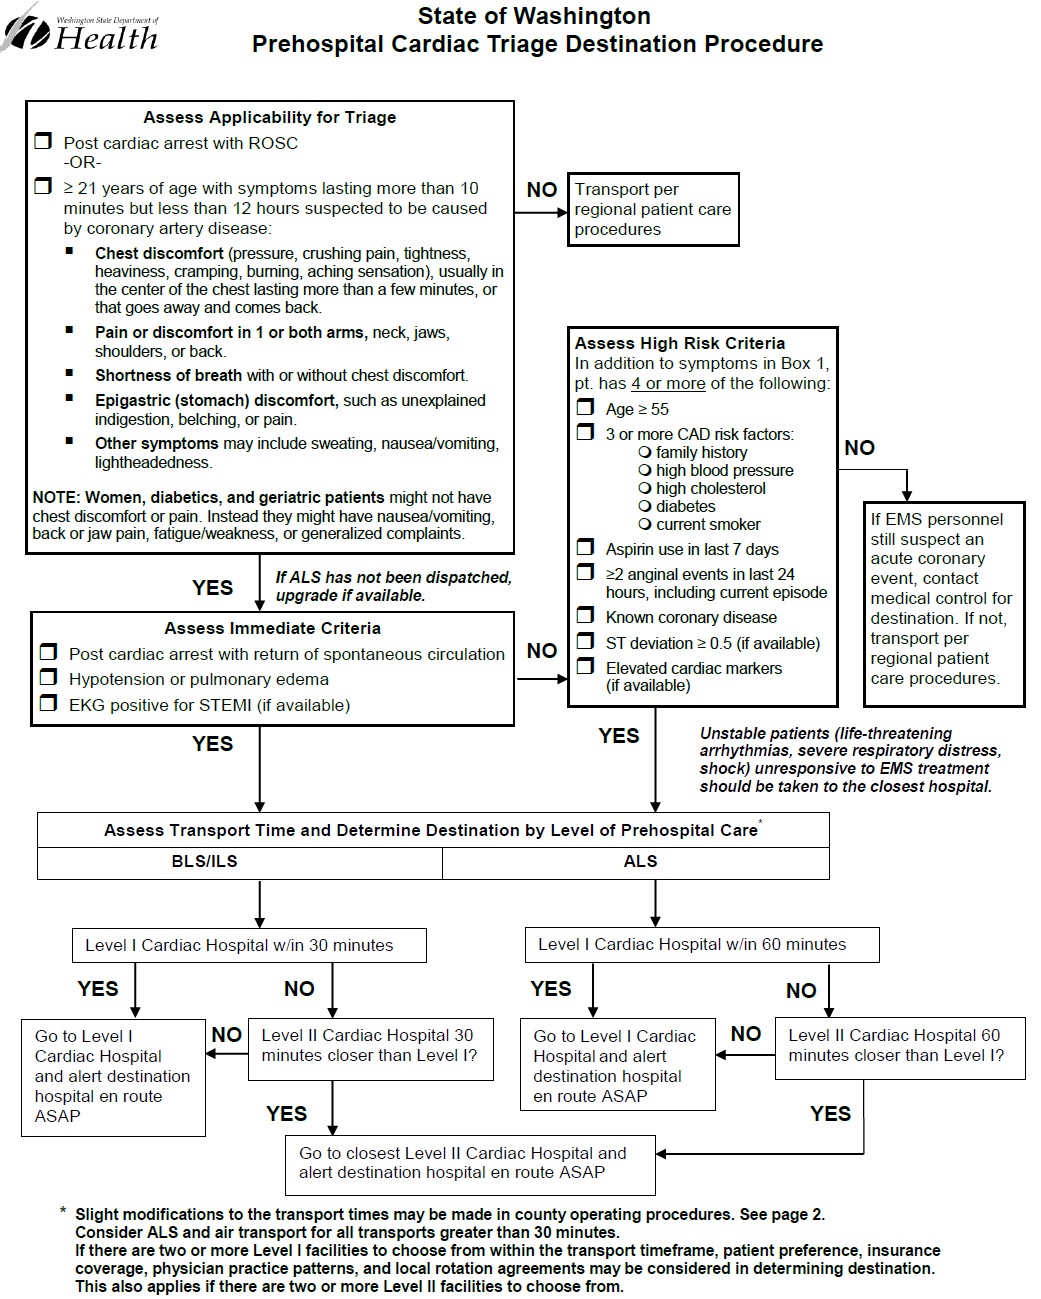 Washington State Department of
Health
State of Washington
Prehospital Cardiac Triage Destination Procedure
Assess Applicability for Triage
Post cardiac arrest with ROSC
-OR-
≥ 21 years of age with symptoms lasting more than 10
minutes but less than 12 hours suspected to be caused
by coronary artery disease:
Chest discomfort (pressure, crushing pain, tightness,
heaviness, cramping, burning, aching sensation), usually in
the center of the chest lasting more than a few minutes, or
that goes away and comes back.
Pain or discomfort in 1 or both arms, neck, jaws,
shoulders, or back.
Shortness of breath with or without chest discomfort.
Epigastric (stomach) discomfort, such as unexplained
indigestion, belching, or pain.
Other symptoms may include sweating, nausea/vomiting,
lightheadedness.
NOTE: Women, diabetics, and geriatric patients might not have
chest discomfort or pain. Instead they might have nausea/vomiting,
back or jaw pain, fatigue/weakness, or generalized complaints.
NO
Transport per
regional patient care
procedures
YES
If ALS has not been dispatched,
upgrade if available.
Assess Immediate Criteria
Post cardiac arrest with return of spontaneous circulation
Hypotension or pulmonary edema
EKG positive for STEMI (if available)
NO
Assess High Risk Criteria
In addition to symptoms in Box 1,
pt. has 4 or more of the following:
Age ≥ 55
3 or more CAD risk factors:
family history
high blood pressure
high cholesterol
diabetes
current smoker
Aspirin use in last 7 days
≥2 anginal events in last 24
hours, including current episode
Known coronary disease
ST deviation ≥ 0.5 (if available)
Elevated cardiac markers
(if available)
NO
If EMS personnel
still suspect an
acute coronary
event, contact
medical control for
destination. If not,
transport per
regional patient
care procedures.
YES
YES
Unstable patients (life-threatening
arrhythmias, severe respiratory distress,
shock) unresponsive to EMS treatment
should be taken to the closest hospital.
Assess Transport Time and Determine Destination by Level of Prehospital Care*
BLS/ILS
ALS
Level I Cardiac Hospital w/in 30 minutes
YES
NO
Go to Level I
Cardiac Hospital
and alert destination
hospital en route
ASAP
NO
Level II Cardiac Hospital 30
minutes closer than Level I?
YES
Level I Cardiac Hospital w/in 60 minutes
YES
NO
Go to Level I Cardiac
Hospital and alert
destination hospital
en route ASAP
NO
Level II Cardiac Hospital 60
minutes closer than Level I?
YES
Go to closest Level II Cardiac Hospital and
alert destination hospital en route ASAP
* Slight modifications to the transport times may be made in county operating procedures. See page 2.
Consider ALS and air transport for all transports greater than 30 minutes.
If there are two or more Level I facilities to choose from within the transport timeframe, patient preference, insurance
coverage, physician practice patterns, and local rotation agreements may be considered in determining destination.
This also applies if there are two or more Level II facilities to choose from.